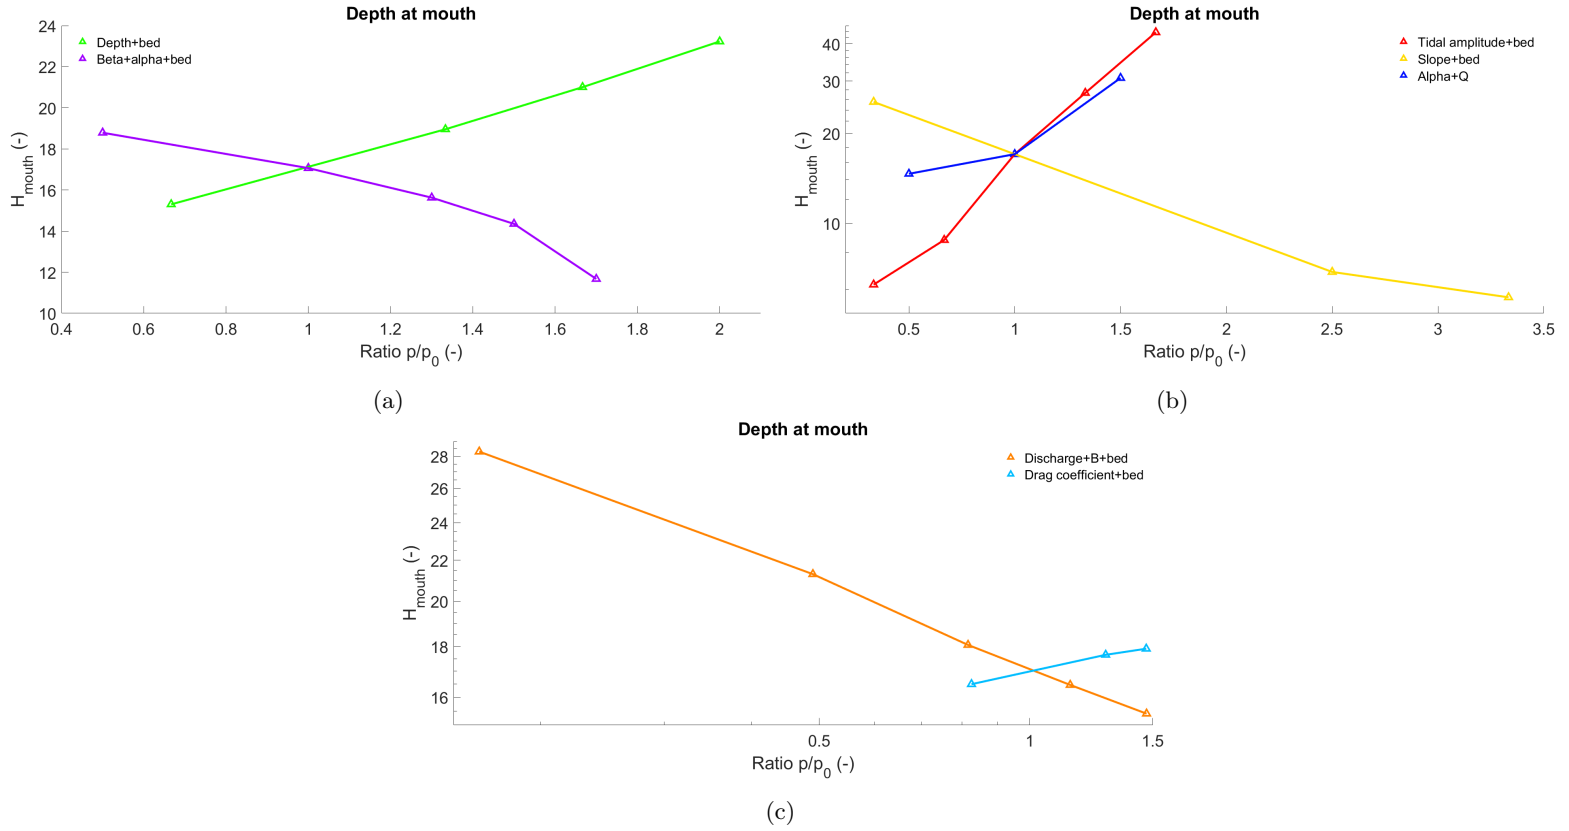 Depth at mouth
24
22
20
18
16
14
12
10
H_mouth (-)
Depth+bed
Beta+alpha+bed
0.4 0.6 0.8 1 1.2 1.4 1.6 1.8 2
Ratio p/p_0 (-)
(a)
Depth at mouth
40
30
20
10
H_mouth (-)
Tidal amplitude+bed
Slope+bed
Alpha+Q
0.5 1 1.5 2 2.5 3 3.5
Ratio p/p_0 (-)
(b)
Depth at mouth
28
26
24
22
20
18
16
H_mouth (-)
Discharge+B+bed
Drag coefficient+bed
0.5 1 1.5
Ratio p/p_0 (-)
(c)